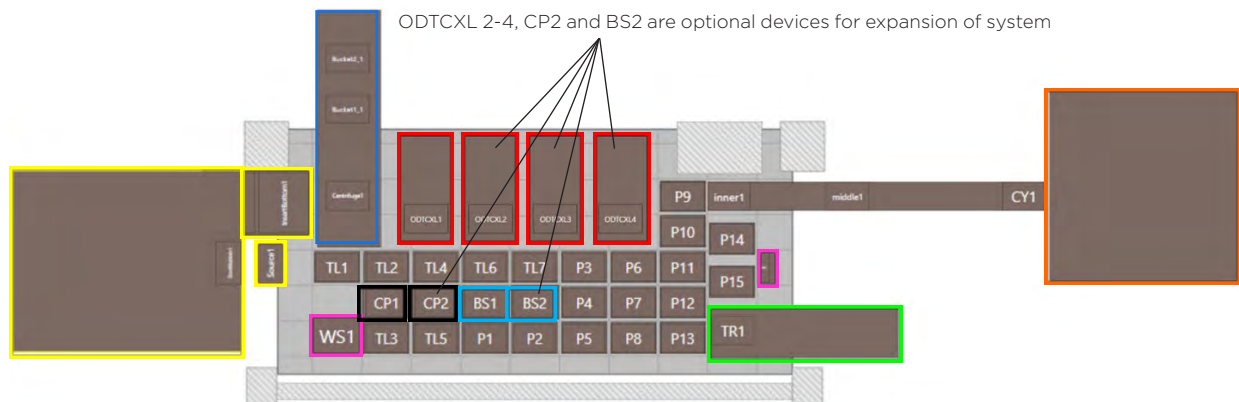 ODTCXL 2-4, CP2 and BS2 are optional devices for expansion of system
Bucket2_1
Bucket1_1
Centrifuge1
ODTCXL1 ODTCXL2 ODTCXL3 ODTCXL4
P9 inner1 middle1 CY1
P10 P14
Source1
TL1 TL2 TL4 TL6 TL7 P3 P6 P11
P15
CP1 CP2 BS1 BS2 P4 P7 P12
WS1 TL3 TL5 P1 P2 P5 P8 P13 TR1